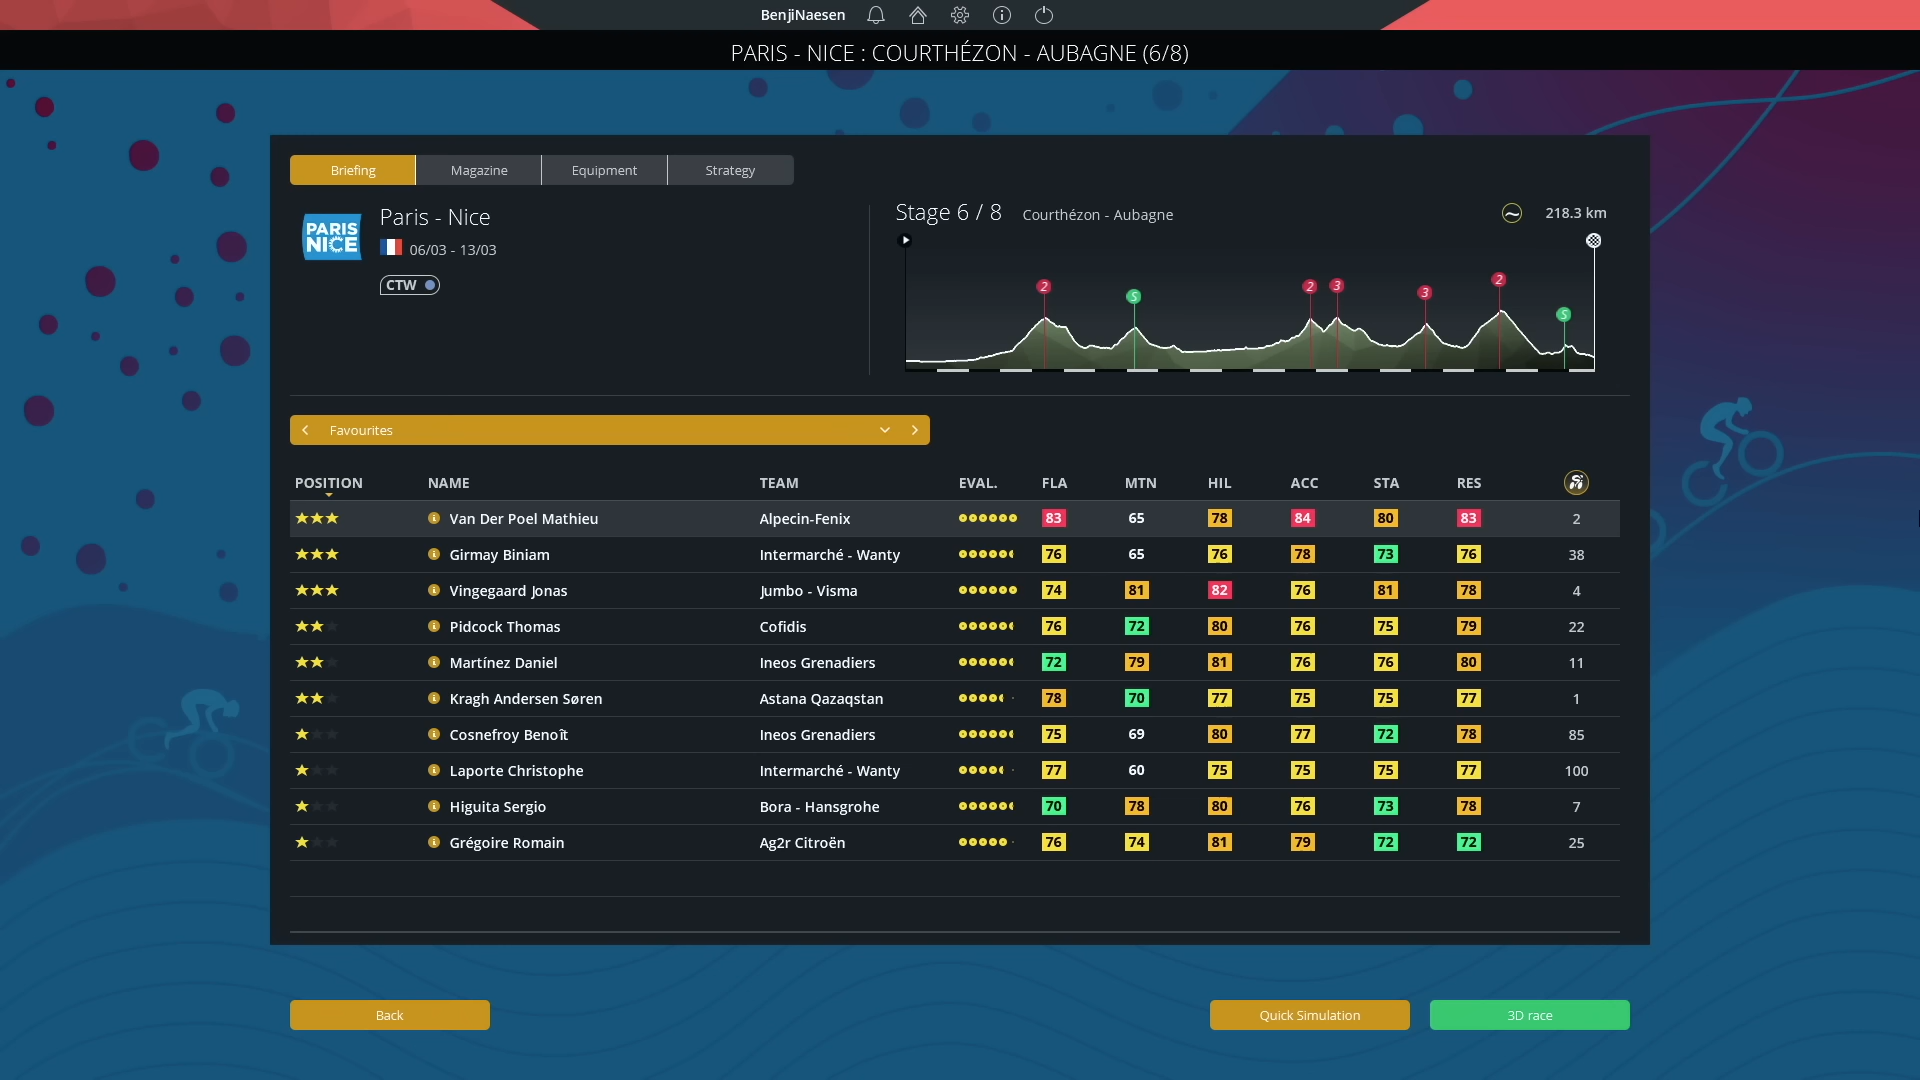 BenjiNaesen
PARIS - NICE : COURTHÉZON - AUBAGNE (6/8)
Briefing Magazine Equipment Strategy
PARIS NICE
Paris - Nice
06/03 - 13/03
CTW
Stage 6 / 8 Courthézon - Aubagne 218.3 km
2 S 2 3 3 2 S
Favourites
POSITION NAME TEAM EVAL. FLA MTN HIL ACC STA RES
Van Der Poel Mathieu Alpecin-Fenix 83 65 78 84 80 83 2
Girmay Biniam Intermarché - Wanty 76 65 76 78 73 76 38
Vingegaard Jonas Jumbo - Visma 74 81 82 76 81 78 4
Pidcock Thomas Cofidis 76 72 80 76 75 79 22
Martínez Daniel Ineos Grenadiers 72 79 81 76 76 80 11
Kragh Andersen Søren Astana Qazaqstan 78 70 77 75 75 77 1
Cosnefroy Benoît Ineos Grenadiers 75 69 80 77 72 78 85
Laporte Christophe Intermarché - Wanty 77 60 75 75 75 77 100
Higuita Sergio Bora - Hansgrohe 70 78 80 76 73 78 7
Grégoire Romain Ag2r Citroën 76 74 81 79 72 72 25
Back Quick Simulation 3D race